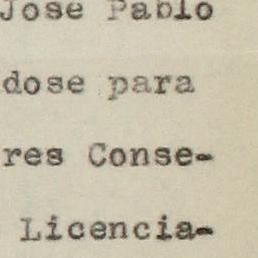 Jose Pablo
dose para
res Conse-
Licencia-